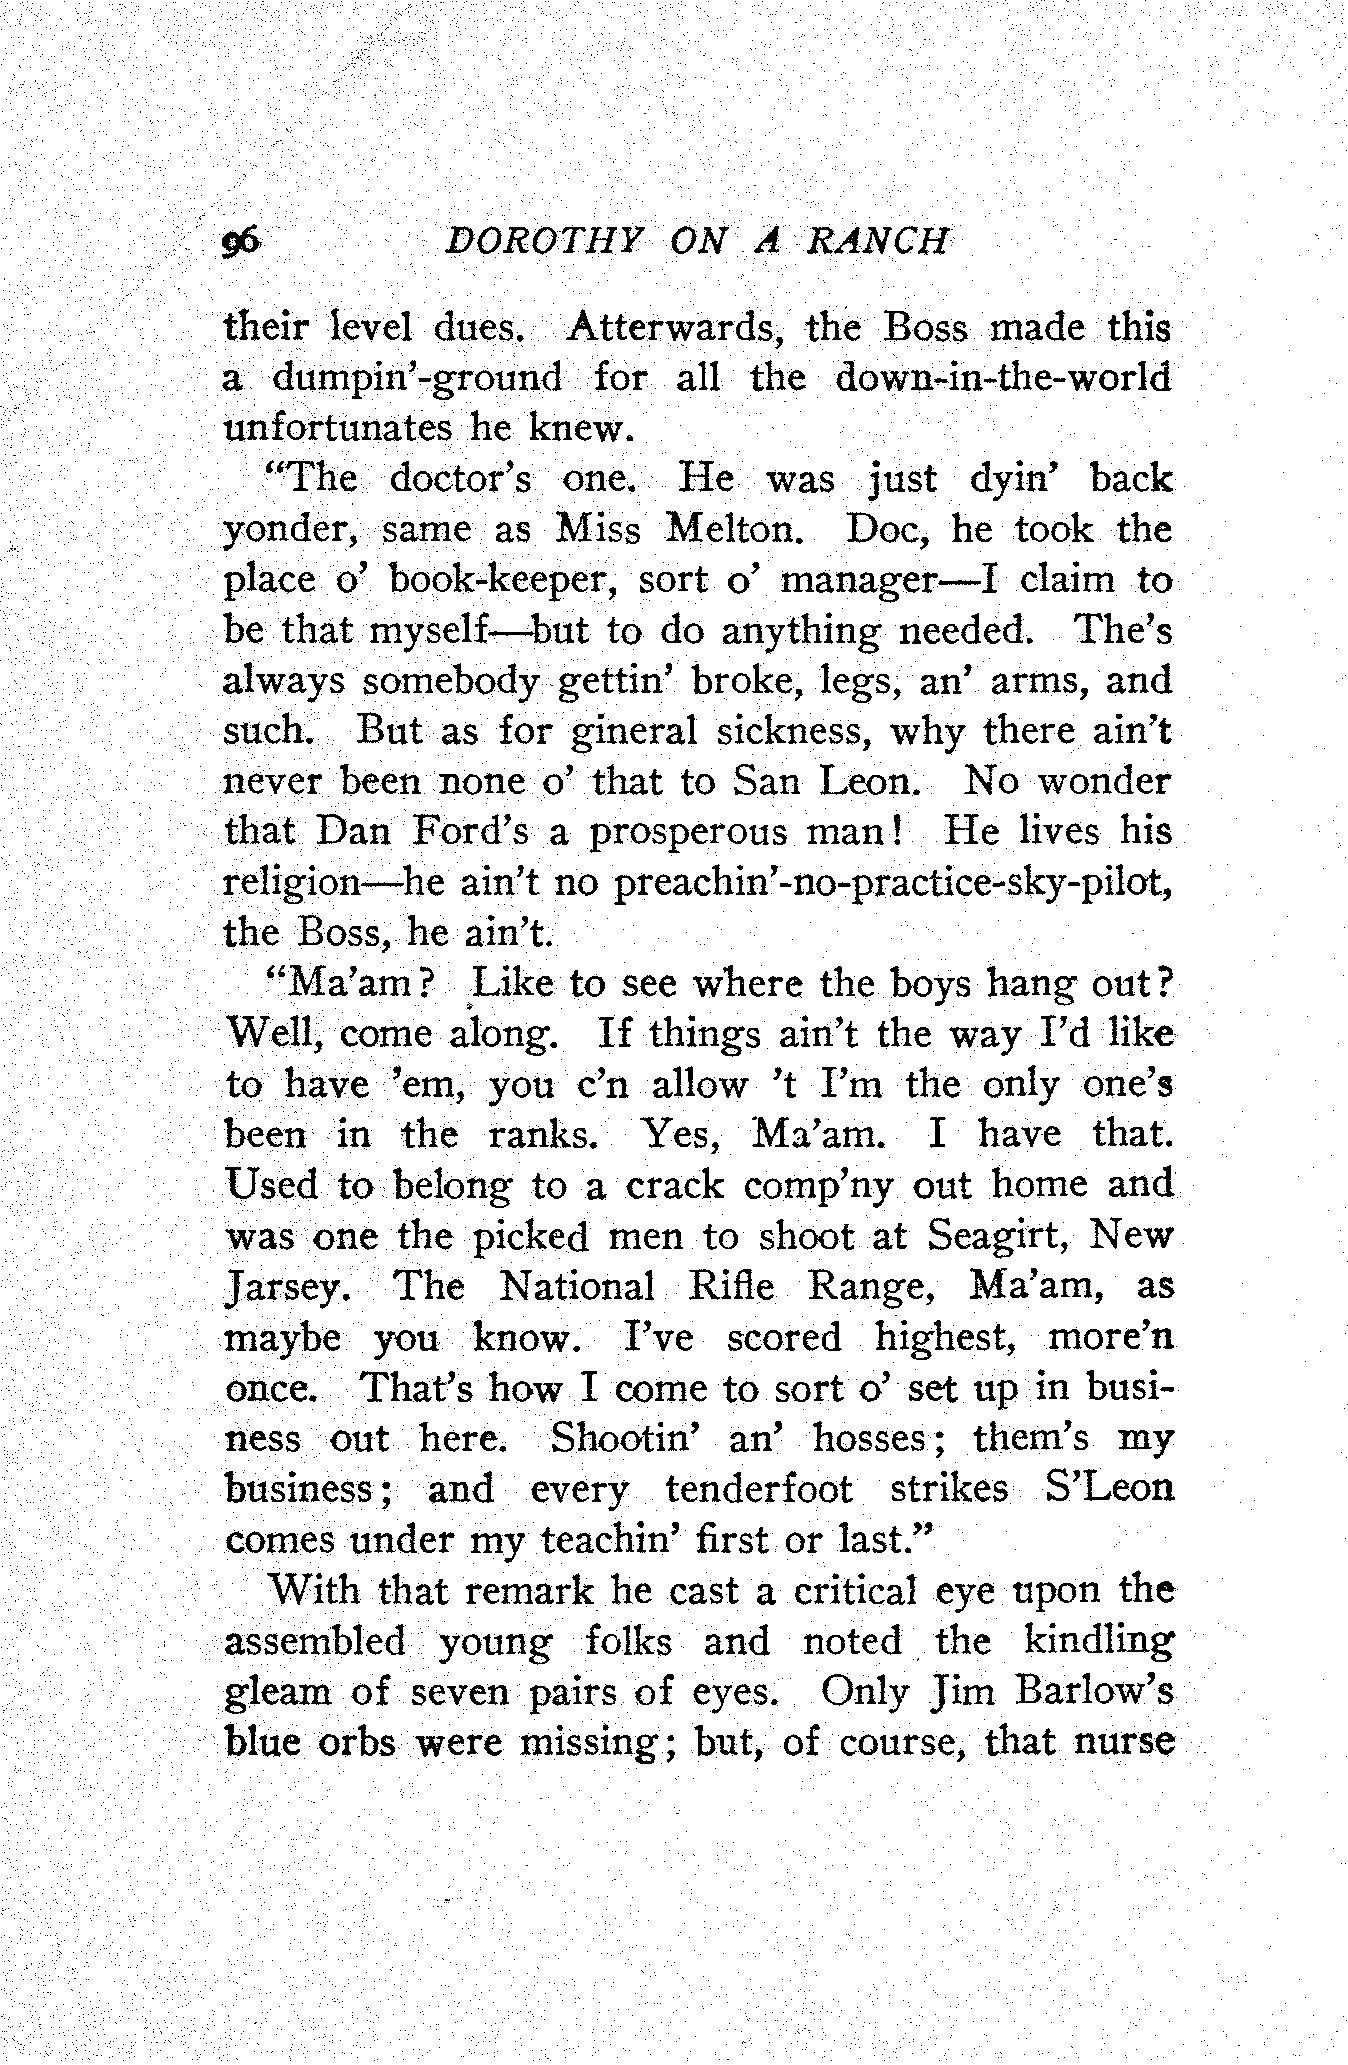 96 DOROTHY ON A RANCH
their level dues. Atterwards, the Boss made this
a dumpin'-ground for all the down-in-the-world
unfortunates he knew.
"The doctor's one. He was just dyin' back
yonder, same as Miss Melton. Doc, he took the
place o' book-keeper, sort o' manager—I claim to
be that myself—but to do anything needed. The's
always somebody gettin' broke, legs, an' arms, and
such. But as for gineral sickness, why there ain't
never been none o' that to San Leon. No wonder
that Dan Ford's a prosperous man! He lives his
religion—he ain't no preachin'-no-practice-sky-pilot,
the Boss, he ain't.
"Ma'am? Like to see where the boys hang out?
Well, come along. If things ain't the way I'd like
to have 'em, you c'n allow 't I'm the only one's
been in the ranks. Yes, Ma'am. I have that.
Used to belong to a crack comp'ny out home and
was one the picked men to shoot at Seagirt, New
Jarsey. The National Rifle Range, Ma'am, as
maybe you know. I've scored highest, more'n
once. That's how I come to sort o' set up in busi-
ness out here. Shootin' an' hosses; them's my
business; and every tenderfoot strikes S'Leon
comes under my teachin' first or last."
With that remark he cast a critical eye upon the
assembled young folks and noted the kindling
gleam of seven pairs of eyes. Only Jim Barlow's
blue orbs were missing; but, of course, that nurse